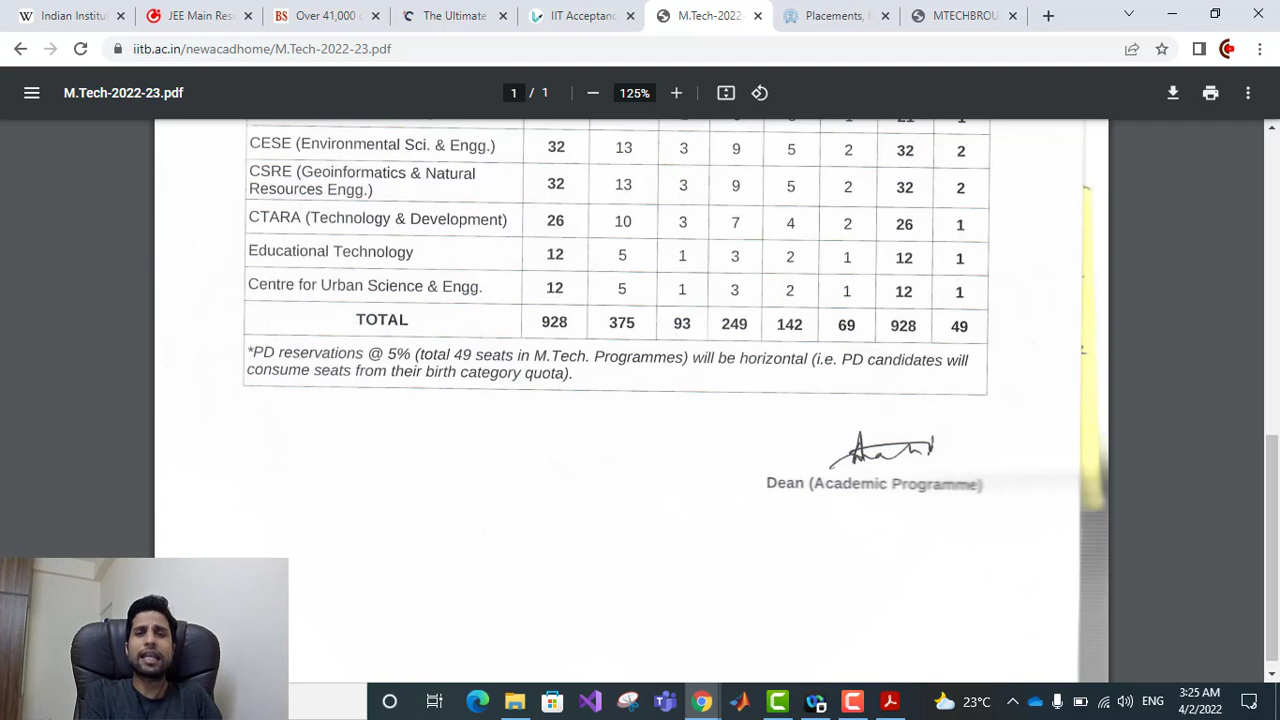 Indian Institu
JEE Main Res
Over 41,000 c
The Ultimate
IIT Acceptanc
M.Tech-2022-
Placements, I
MTECHBROU
iitb.ac.in/newacadhome/M.Tech-2022-23.pdf
M.Tech-2022-23.pdf
1 / 1
125%
CESE (Environmental Sci. & Engg.) 32 13 3 9 5 2 32 2
CSRE (Geoinformatics & Natural
Resources Engg.) 32 13 3 9 5 2 32 2
CTARA (Technology & Development) 26 10 3 7 4 2 26 1
Educational Technology 12 5 1 3 2 1 12 1
Centre for Urban Science & Engg. 12 5 1 3 2 1 12 1
TOTAL 928 375 93 249 142 69 928 49
*PD reservations @ 5% (total 49 seats in M.Tech. Programmes) will be horizontal (i.e. PD candidates will
consume seats from their birth category quota).
Dean (Academic Programme)
23°C
ENG
3:25 AM
4/2/2022